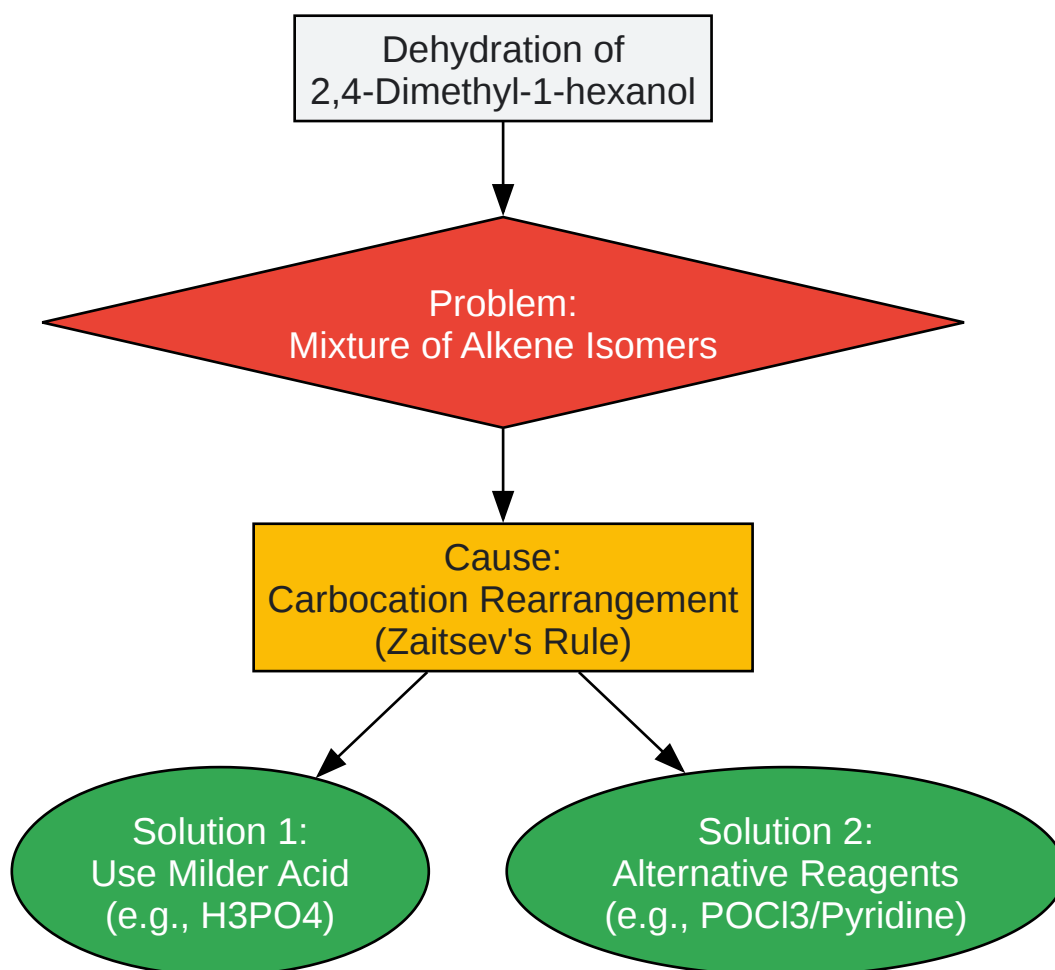 Dehydration of
2,4-Dimethyl-1-hexanol
Problem:
Mixture of Alkene Isomers
Cause:
Carbocation Rearrangement
(Zaitsev's Rule)
Solution 1:
Use Milder Acid
(e.g., H3PO4)
Solution 2:
Alternative Reagents
(e.g., POCl3/Pyridine)